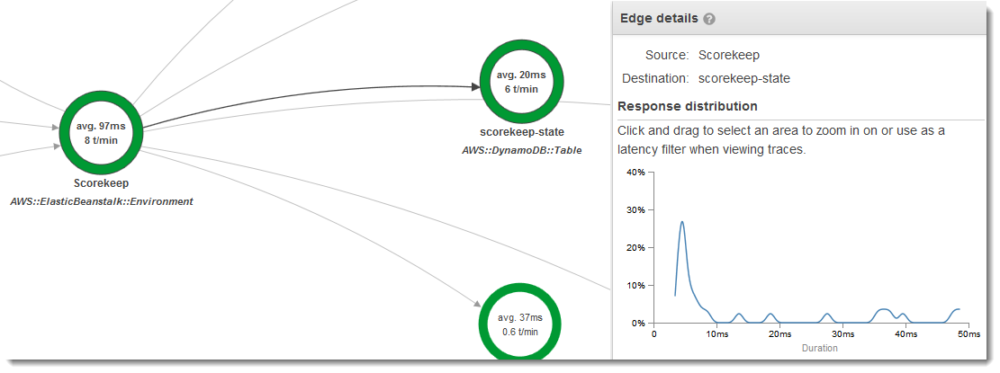 avg. 97ms
8 t/min
Scorekeep
AWS::ElasticBeanstalk::Environment
avg. 20ms
6 t/min
scorekeep-state
AWS::DynamoDB::Table
avg. 37ms
0.6 t/min
Edge details ?
Source: Scorekeep
Destination: scorekeep-state
Response distribution
Click and drag to select an area to zoom in on or use as a
latency filter when viewing traces.
40%
30%
20%
10%
0%
0 10ms 20ms 30ms 40ms 50ms
Duration